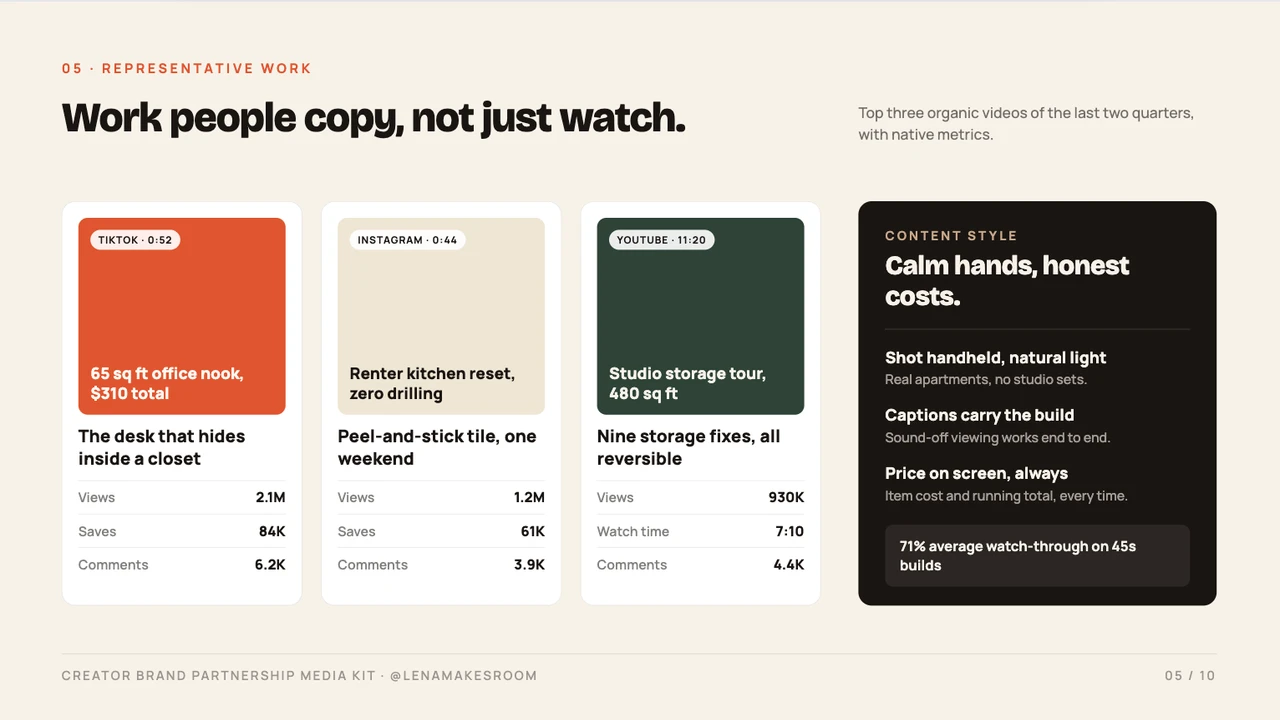 05 · REPRESENTATIVE WORK
Work people copy, not just watch.
Top three organic videos of the last two quarters,
with native metrics.
TIKTOK · 0:52
65 sq ft office nook,
$310 total
The desk that hides
inside a closet
Views 2.1M
Saves 84K
Comments 6.2K
INSTAGRAM · 0:44
Renter kitchen reset,
zero drilling
Peel-and-stick tile, one
weekend
Views 1.2M
Saves 61K
Comments 3.9K
YOUTUBE · 11:20
Studio storage tour,
480 sq ft
Nine storage fixes, all
reversible
Views 930K
Watch time 7:10
Comments 4.4K
CONTENT STYLE
Calm hands, honest
costs.
Shot handheld, natural light
Real apartments, no studio sets.
Captions carry the build
Sound-off viewing works end to end.
Price on screen, always
Item cost and running total, every time.
71% average watch-through on 45s
builds
CREATOR BRAND PARTNERSHIP MEDIA KIT · @LENAMAKESROOM
05 / 10